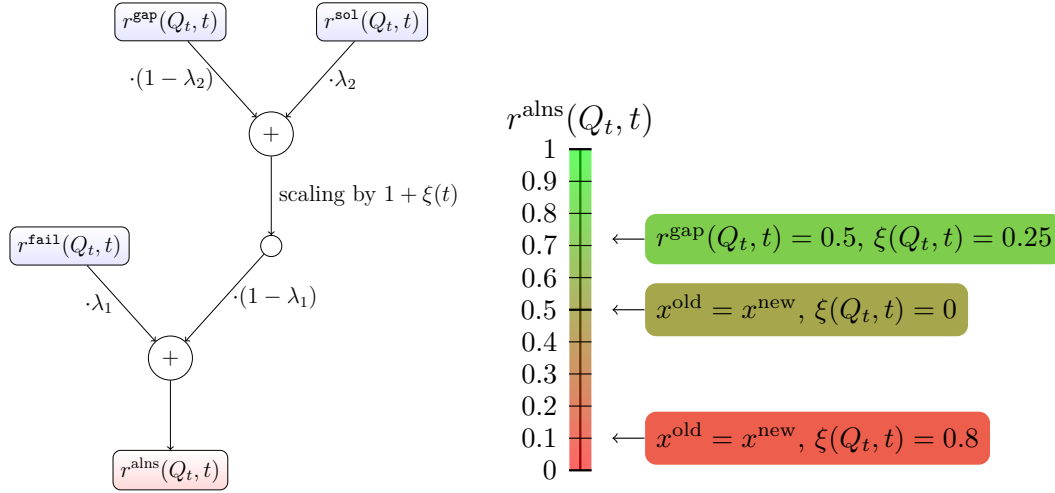 r^gap(Q_t, t)
r^sol(Q_t, t)
·(1 − λ_2)
·λ_2
+
scaling by 1 + ξ(t)
r^fail(Q_t, t)
·λ_1
·(1 − λ_1)
+
r^alns(Q_t, t)
r^alns(Q_t, t)
1
0.9
0.8
0.7
0.6
0.5
0.4
0.3
0.2
0.1
0
r^gap(Q_t, t) = 0.5, ξ(Q_t, t) = 0.25
x^old = x^new, ξ(Q_t, t) = 0
x^old = x^new, ξ(Q_t, t) = 0.8